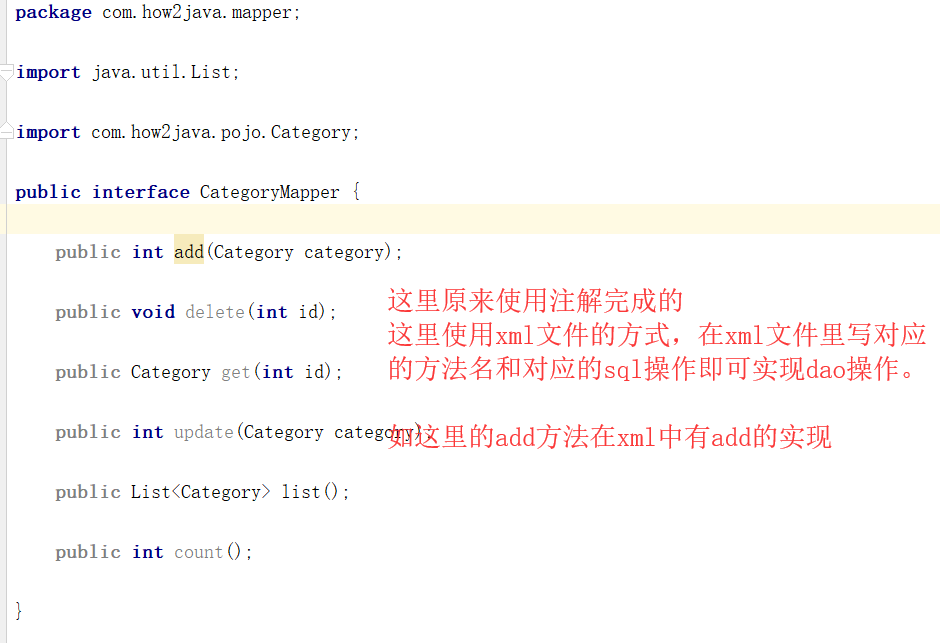 package com.how2java.mapper;
import java.util.List;
import com.how2java.pojo.Category;
public interface CategoryMapper {
public int add(Category category);
这里原来使用注解完成的
public void delete(int id);
这里使用xml文件的方式，在xml文件里写对应
的方法名和对应的sql操作即可实现dao操作。
public Category get(int id);
public int update(Category category);
如这里的add方法在xml中有add的实现
public List<Category> list();
public int count();
}